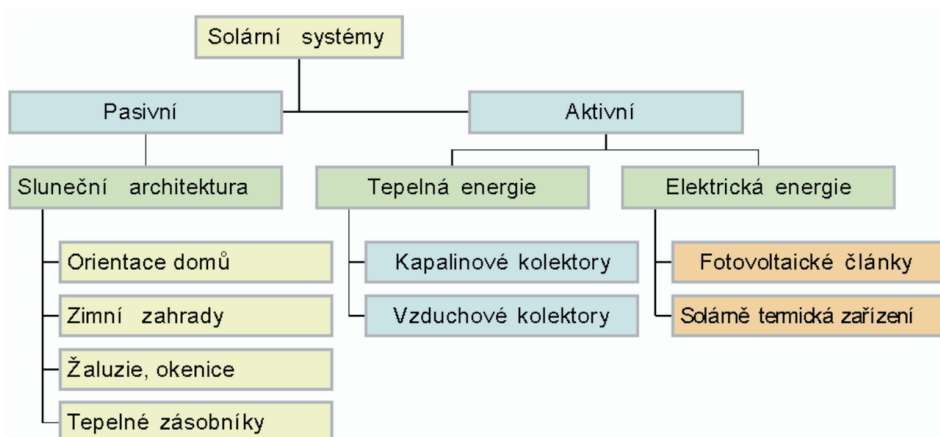 Solární systémy
Pasivní
Aktivní
Sluneční architektura
Tepelná energie
Elektrická energie
Orientace domů
Kapalinové kolektory
Fotovoltaické články
Zimní zahrady
Vzduchové kolektory
Solárně termická zařízení
Žaluzie, okenice
Tepelné zásobníky